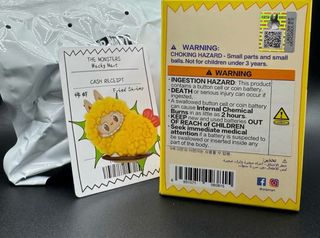 THE MONSTERS
Wacky Mart
CASH RECEIPT
Fried Shrimp
WARNING:
CHOKING HAZARD - Small parts and small
balls. Not for children under 3 years.
WARNING
• INGESTION HAZARD: This product
contains a button cell or coin battery.
• DEATH or serious injury can occur if
ingested.
• A swallowed button cell or coin battery
can cause Internal Chemical
Burns in as little as 2 hours.
• KEEP new and used batteries OUT
OF REACH of CHILDREN
• Seek immediate medical
attention if a battery is suspected to
be swallowed or inserted inside any
part of the body.